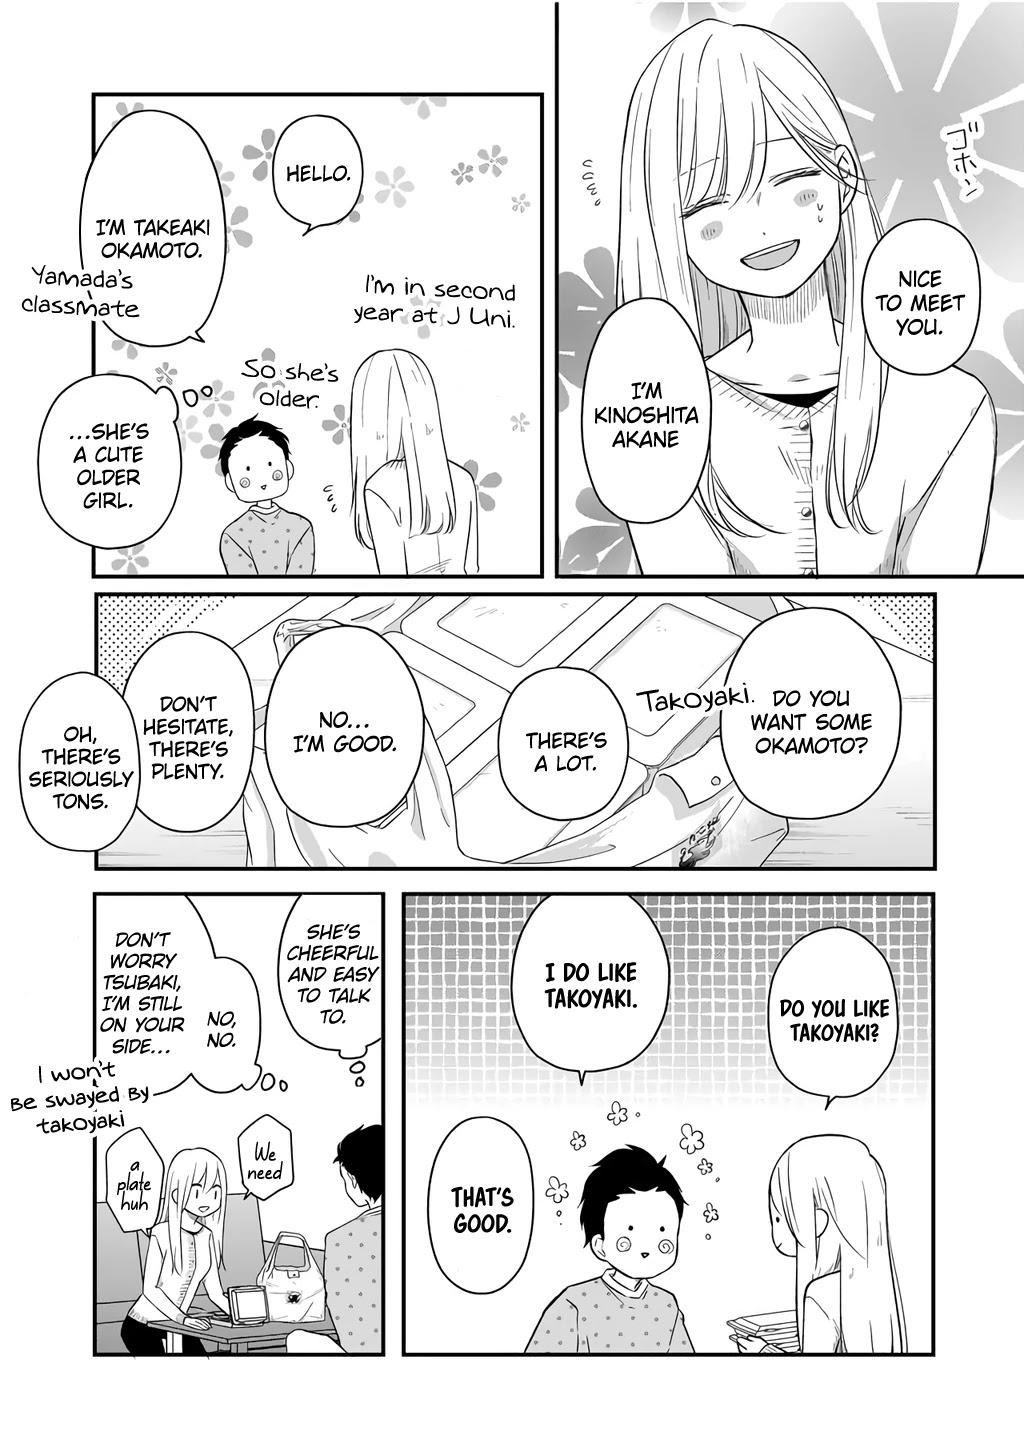 ゴホン
NICE
TO MEET
YOU.
I'M
KINOSHITA
AKANE
HELLO.
I'M TAKEAKI
OKAMOTO.
Yamada's
classmate
I'm in second
year at J Uni.
So she's
older.
...SHE'S
A CUTE
OLDER
GIRL.
DO YOU
WANT SOME
OKAMOTO?
Takoyaki.
THERE'S
A LOT.
NO...
I'M GOOD.
DON'T
HESITATE,
THERE'S
PLENTY.
OH,
THERE'S
SERIOUSLY
TONS.
DO YOU LIKE
TAKOYAKI?
I DO LIKE
TAKOYAKI.
THAT'S
GOOD.
SHE'S
CHEERFUL
AND EASY
TO TALK
TO.
NO,
NO.
DON'T
WORRY
TSUBAKI,
I'M STILL
ON YOUR
SIDE...
I won't
Be swayed By
takoyaki
We
need
a
plate
huh